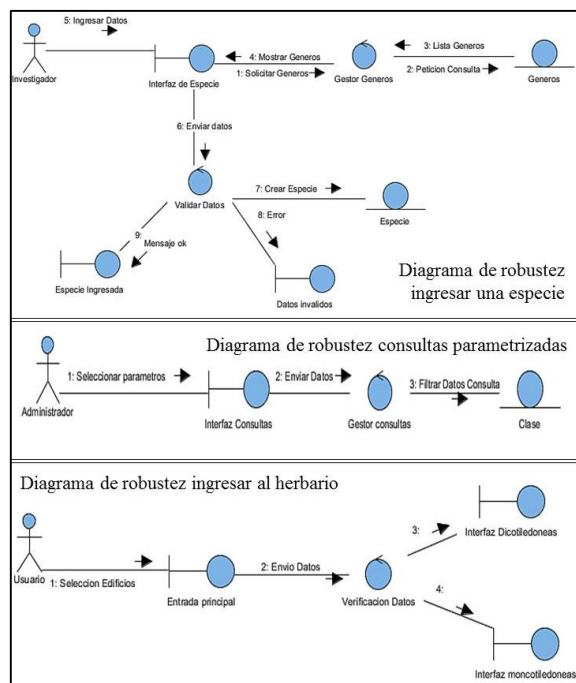 5: Ingresar Datos
Investigador
Interfaz de Especie
4: Mostrar Generos
1: Solicitar Generos
Gestor Generos
3: Lista Generos
2: Peticion Consulta
Generos
6: Enviar datos
Validar Datos
7: Crear Especie
Especie
8: Error
Datos invalidos
9:
Mensaje ok
Especie Ingresada
Diagrama de robustez
ingresar una especie
Diagrama de robustez consultas parametrizadas
1: Seleccionar parametros
Administrador
Interfaz Consultas
2: Enviar Datos
Gestor consultas
3: Filtrar Datos Consulta
Clase
Diagrama de robustez ingresar al herbario
Usuario
1: Seleccion Edificios
Entrada principal
2: Envio Datos
Verificacion Datos
3:
Interfaz Dicotiledoneas
4:
Interfaz moncotiledoneas